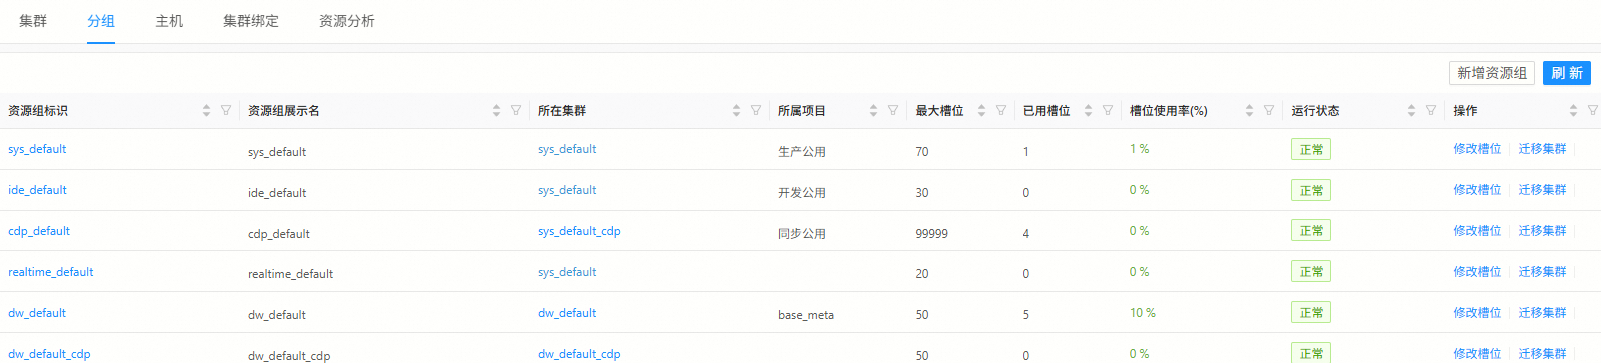 集群 分组 主机 集群绑定 资源分析
新增资源组 刷 新
资源组标识 资源组展示名 所在集群 所属项目 最大槽位 已用槽位 槽位使用率(%) 运行状态 操作
sys_default sys_default sys_default 生产公用 70 1 1 % 正常 修改槽位 迁移集群
ide_default ide_default sys_default 开发公用 30 0 0 % 正常 修改槽位 迁移集群
cdp_default cdp_default sys_default_cdp 同步公用 99999 4 0 % 正常 修改槽位 迁移集群
realtime_default realtime_default sys_default 20 0 0 % 正常 修改槽位 迁移集群
dw_default dw_default dw_default base_meta 50 5 10 % 正常 修改槽位 迁移集群
dw_default_cdp dw_default_cdp dw_default_cdp 50 0 0 % 正常 修改槽位 迁移集群